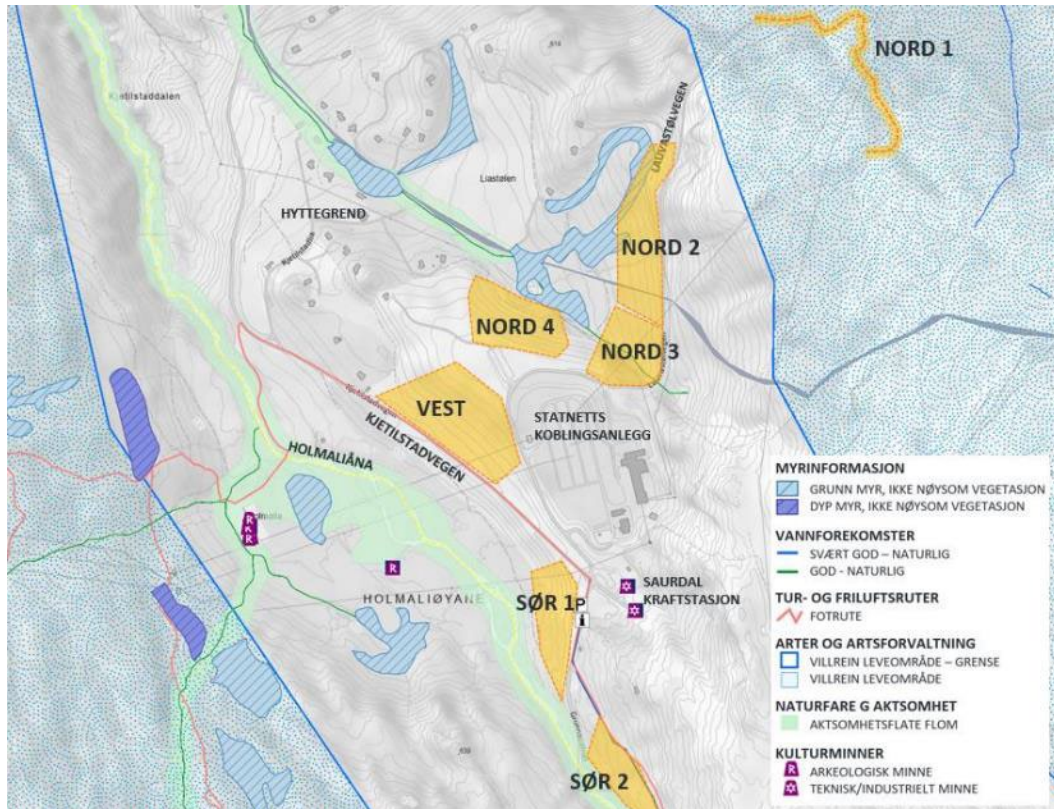 NORD 1
Kjetilstaddalen
LAUVASTØLVEGEN
Liastølen
HYTTEGREND
NORD 2
NORD 4
NORD 3
VEST
STATNETTS
KOBLINGSANLEGG
KJETILSTADVEGEN
HOLMALIÅNA
R
R
R
HOLMALIØYANE
SØR 1
P
SAURDAL
KRAFTSTASJON
SØR 2
MYRINFORMASJON
GRUNN MYR, IKKE NØYSOM VEGETASJON
DYP MYR, IKKE NØYSOM VEGETASJON
VANNFOREKOMSTER
SVÆRT GOD – NATURLIG
GOD - NATURLIG
TUR- OG FRILUFTSRUTER
FOTRUTE
ARTER OG ARTSFORVALTNING
VILLREIN LEVEOMRÅDE – GRENSE
VILLREIN LEVEOMRÅDE
NATURFARE G AKTSOMHET
AKTSOMHETSFLATE FLOM
KULTURMINNER
R ARKEOLOGISK MINNE
TEKNISK/INDUSTRIELT MINNE